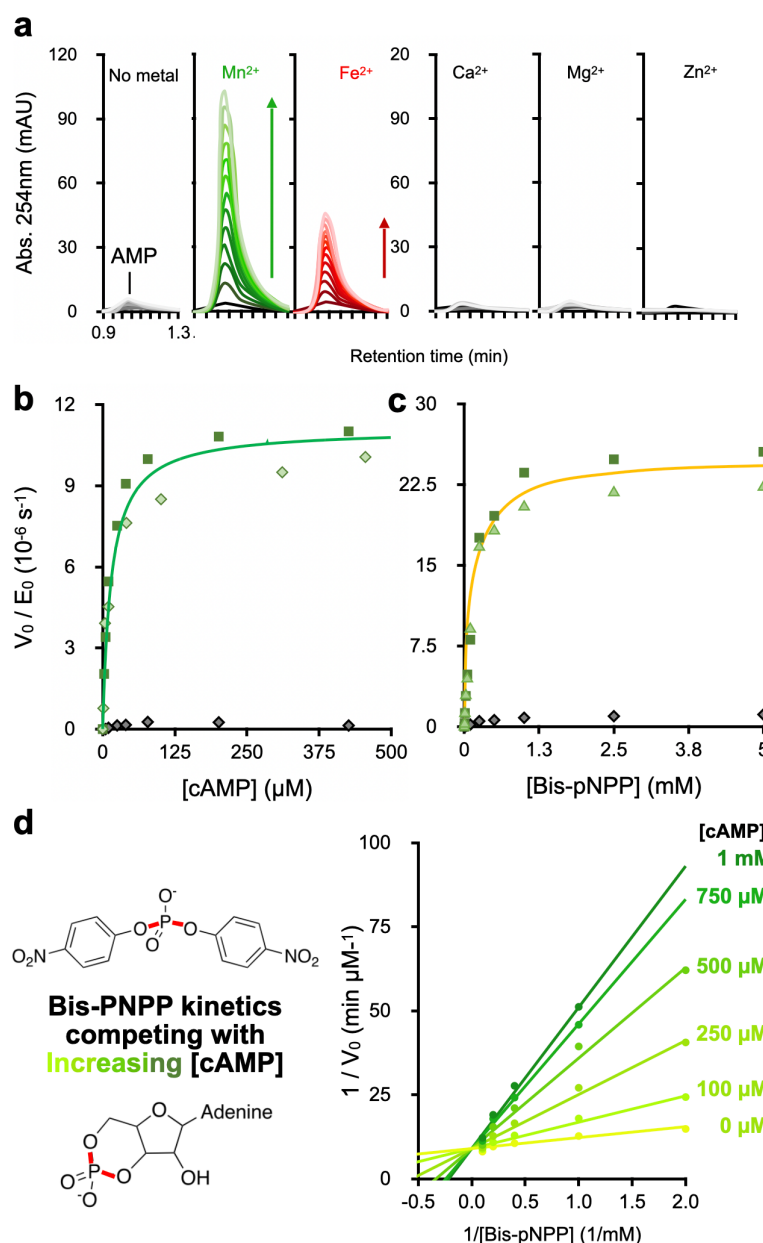 a
120
90
60
30
0
Abs. 254nm (mAU)
No metal
Mn2+
Fe2+
20
90
60
30
0
Ca2+
Mg2+
Zn2+
AMP
0.9
1.3.
Retention time (min)
b
12
9
6
3
0
V0 / E0 (10-6 s-1)
0
125
250
375
500
[cAMP] (µM)
c
30
22.5
15
7.5
0
0
1.3
2.5
3.8
5
[Bis-pNPP] (mM)
d
O-
O
P
O
O
O2N
NO2
Bis-PNPP kinetics
competing with
Increasing [cAMP]
O
Adenine
O
P
O
O
-O
OH
100
75
50
25
0
1 / V0 (min µM-1)
-0.5
0.0
0.5
1.0
1.5
2.0
1/[Bis-pNPP] (1/mM)
[cAMP]
1 mM
750 µM
500 µM
250 µM
100 µM
0 µM